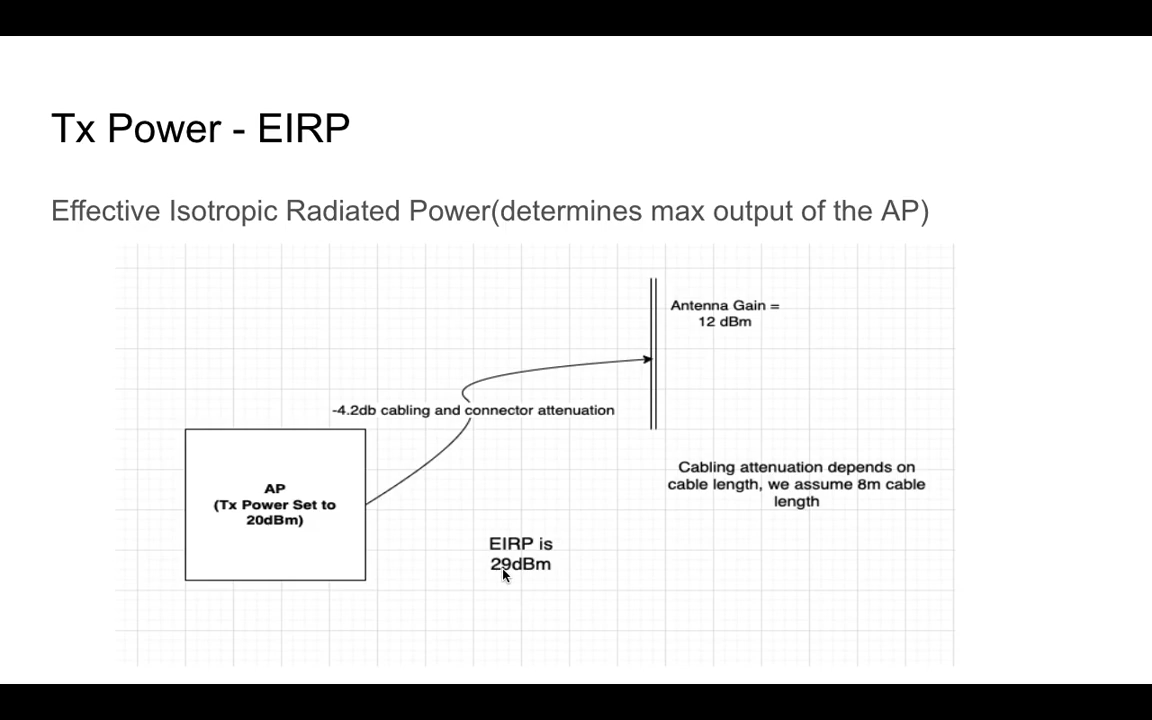 Tx Power - EIRP
Effective Isotropic Radiated Power(determines max output of the AP)
Antenna Gain =
12 dBm
-4.2db cabling and connector attenuation
AP
(Tx Power Set to
20dBm)
Cabling attenuation depends on
cable length, we assume 8m cable
length
EIRP is
29dBm